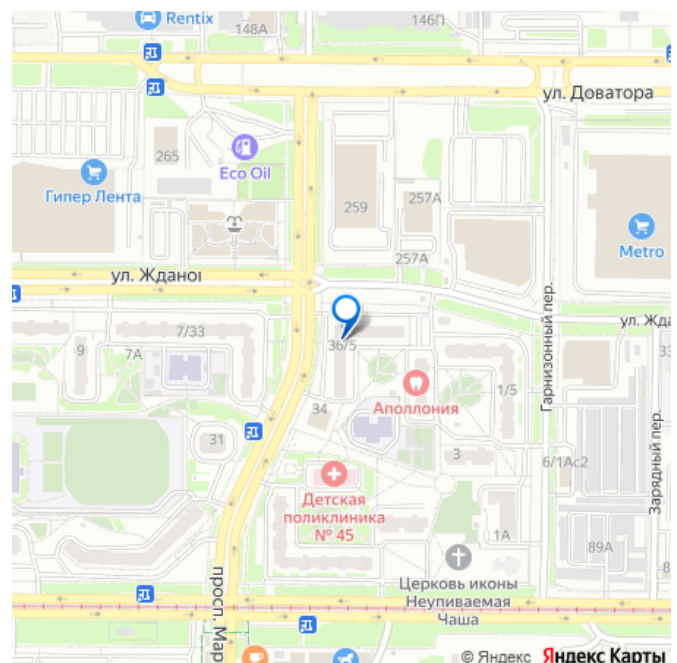 Rentix
148А
146П
ул. Доватора
265
Eco Oil
Гипер Лента
259
257А
Metro
257А
ул. Жданов
Гарнизонный пер.
ул. Жда
7/33
36/5
9
7А
33
Аполлония
1/5
34
31
3
6/1Ас2
Зарядный пер.
Детская
поликлиника
№ 45
1А
89А
просп. Мар
Церковь иконы
Неупиваемая
Чаша
© Яндекс Яндекс Карты